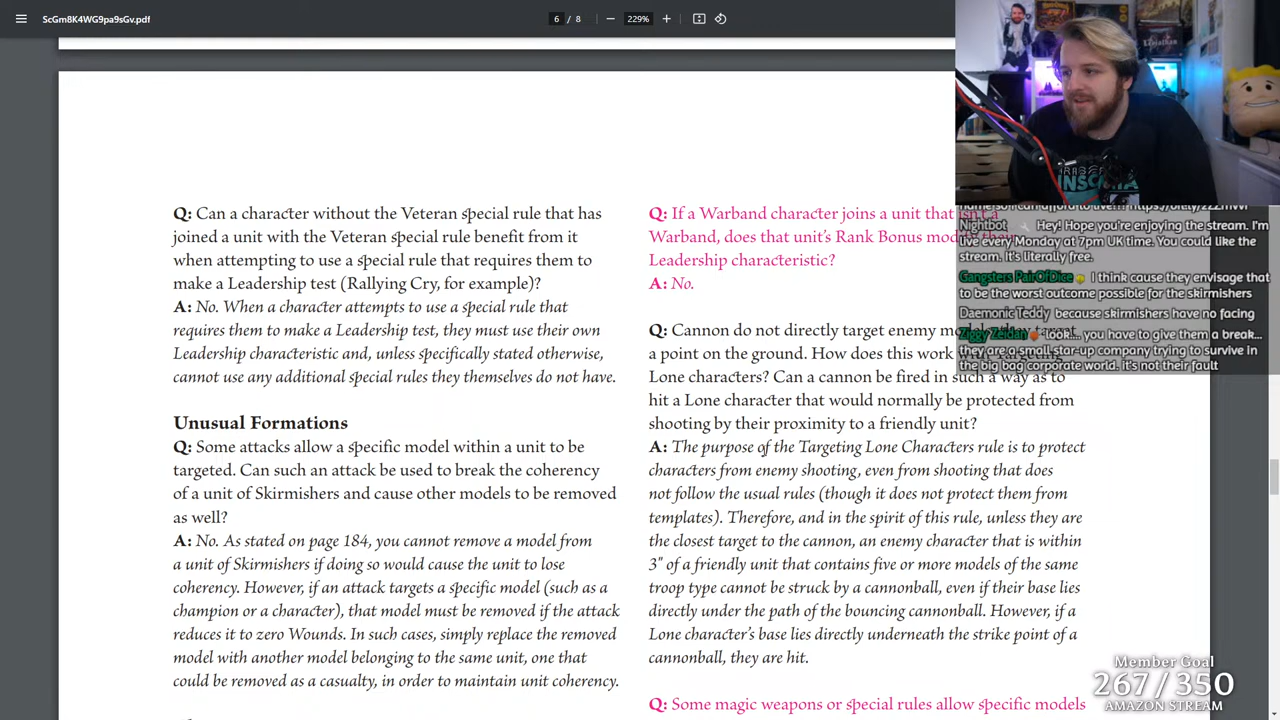 ScGm8K4WG9pa9sGv.pdf
6 / 8
229%
Q: Can a character without the Veteran special rule that has
joined a unit with the Veteran special rule benefit from it
when attempting to use a special rule that requires them to
make a Leadership test (Rallying Cry, for example)?
A: No. When a character attempts to use a special rule that
requires them to make a Leadership test, they must use their own
Leadership characteristic and, unless specifically stated otherwise,
cannot use any additional special rules they themselves do not have.
Unusual Formations
Q: Some attacks allow a specific model within a unit to be
targeted. Can such an attack be used to break the coherency
of a unit of Skirmishers and cause other models to be removed
as well?
A: No. As stated on page 184, you cannot remove a model from
a unit of Skirmishers if doing so would cause the unit to lose
coherency. However, if an attack targets a specific model (such as a
champion or a character), that model must be removed if the attack
reduces it to zero Wounds. In such cases, simply replace the removed
model with another model belonging to the same unit, one that
could be removed as a casualty, in order to maintain unit coherency.
Q: If a Warband character joins a unit that isn't a
Warband, does that unit's Rank Bonus modify their
Leadership characteristic?
A: No.
Q: Cannon do not directly target enemy models, they target
a point on the ground. How does this work with targeting
Lone characters? Can a cannon be fired in such a way as to
hit a Lone character that would normally be protected from
shooting by their proximity to a friendly unit?
A: The purpose of the Targeting Lone Characters rule is to protect
characters from enemy shooting, even from shooting that does
not follow the usual rules (though it does not protect them from
templates). Therefore, and in the spirit of this rule, unless they are
the closest target to the cannon, an enemy character that is within
3" of a friendly unit that contains five or more models of the same
troop type cannot be struck by a cannonball, even if their base lies
directly under the path of the bouncing cannonball. However, if a
Lone character's base lies directly underneath the strike point of a
cannonball, they are hit.
Q: Some magic weapons or special rules allow specific models
Nightbot Hey! Hope you're enjoying the stream. I'm
live every Monday at 7pm UK time. You could like the
stream. It's literally free.
Gangsters PairOfDice I think cause they envisage that
to be the worst outcome possible for the skirmishers
Daemonic Teddy because skirmishers have no facing
Ziggy Zeidan look.... you have to give them a break...
they are a small star-up company trying to survive in
the big bag corporate world. it's not their fault
Member Goal
267 / 350
AMAZON STREAM